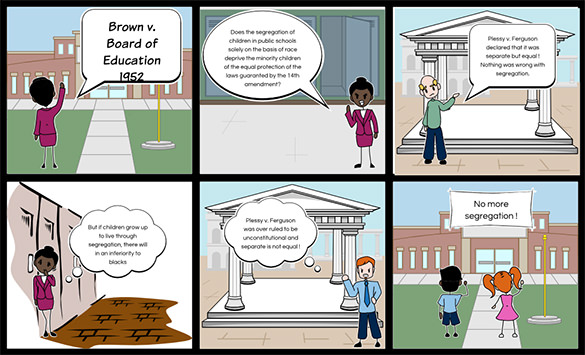 Brown v.
Board of
Education
1952
Does the segregation of
children in public schools
solely on the basis of race
deprive the minority children
of the equal protection of the
laws guaranteed by the 14th
amendment?
Plessy v. Ferguson
declared that it was
separate but equal !
Nothing was wrong with
segregation.
But if children grow up
to live through
segregation, there will
in an inferiority to
blacks
Plessy v. Ferguson
was over ruled to be
unconstitutional and
separate is not equal !
No more
segregation !